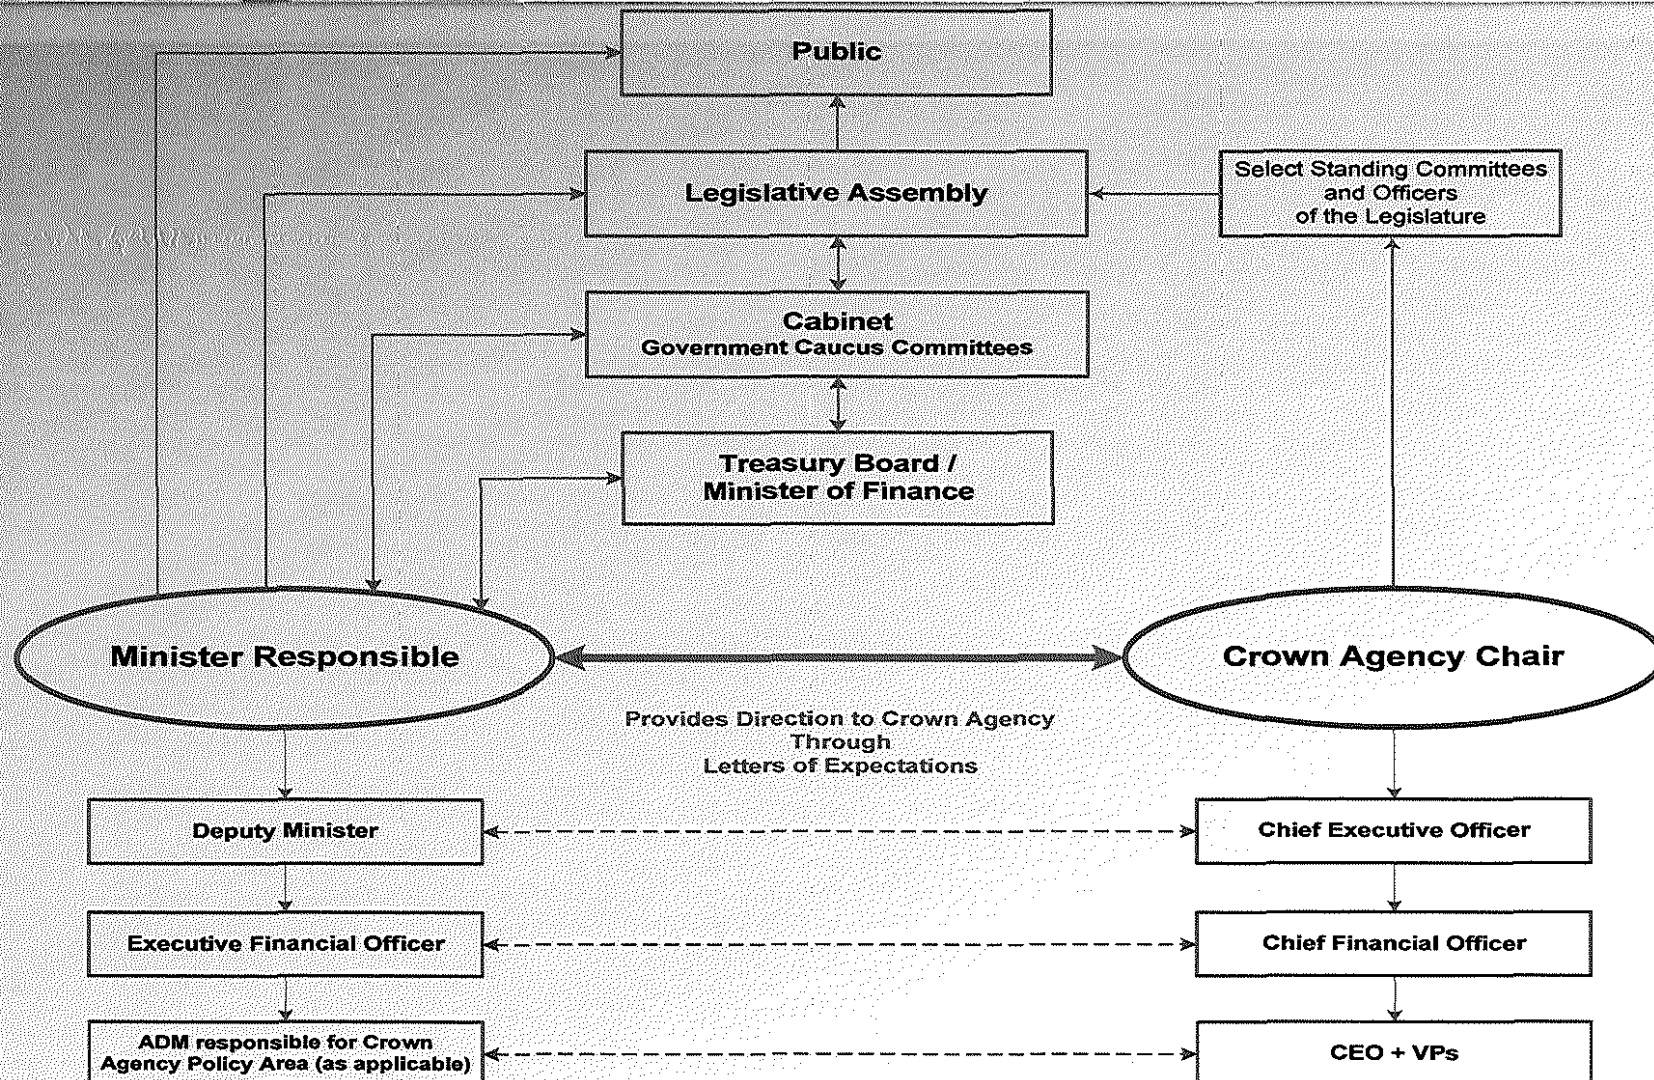 Public
Legislative Assembly
Select Standing Committees
and Officers
of the Legislature
Cabinet
Government Caucus Committees
Treasury Board /
Minister of Finance
Minister Responsible
Crown Agency Chair
Provides Direction to Crown Agency
Through
Letters of Expectations
Deputy Minister
Chief Executive Officer
Executive Financial Officer
Chief Financial Officer
ADM responsible for Crown
Agency Policy Area (as applicable)
CEO + VPs